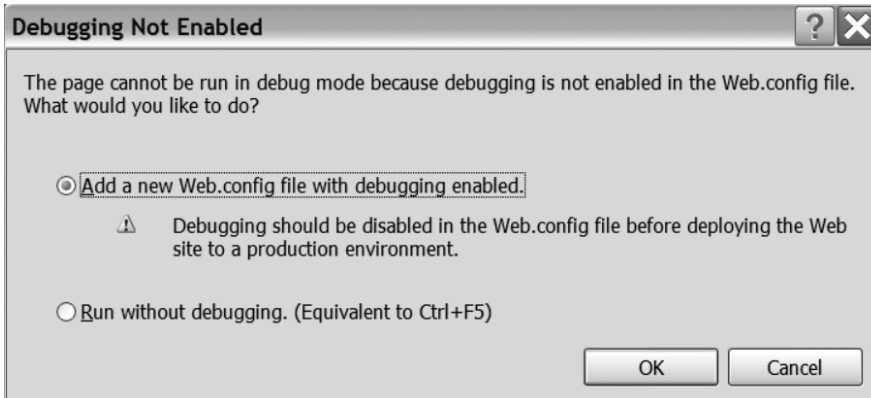 Debugging Not Enabled
?
The page cannot be run in debug mode because debugging is not enabled in the Web.config file.
What would you like to do?
Add a new Web.config file with debugging enabled.
Debugging should be disabled in the Web.config file before deploying the Web
site to a production environment.
Run without debugging. (Equivalent to Ctrl+F5)
OK Cancel